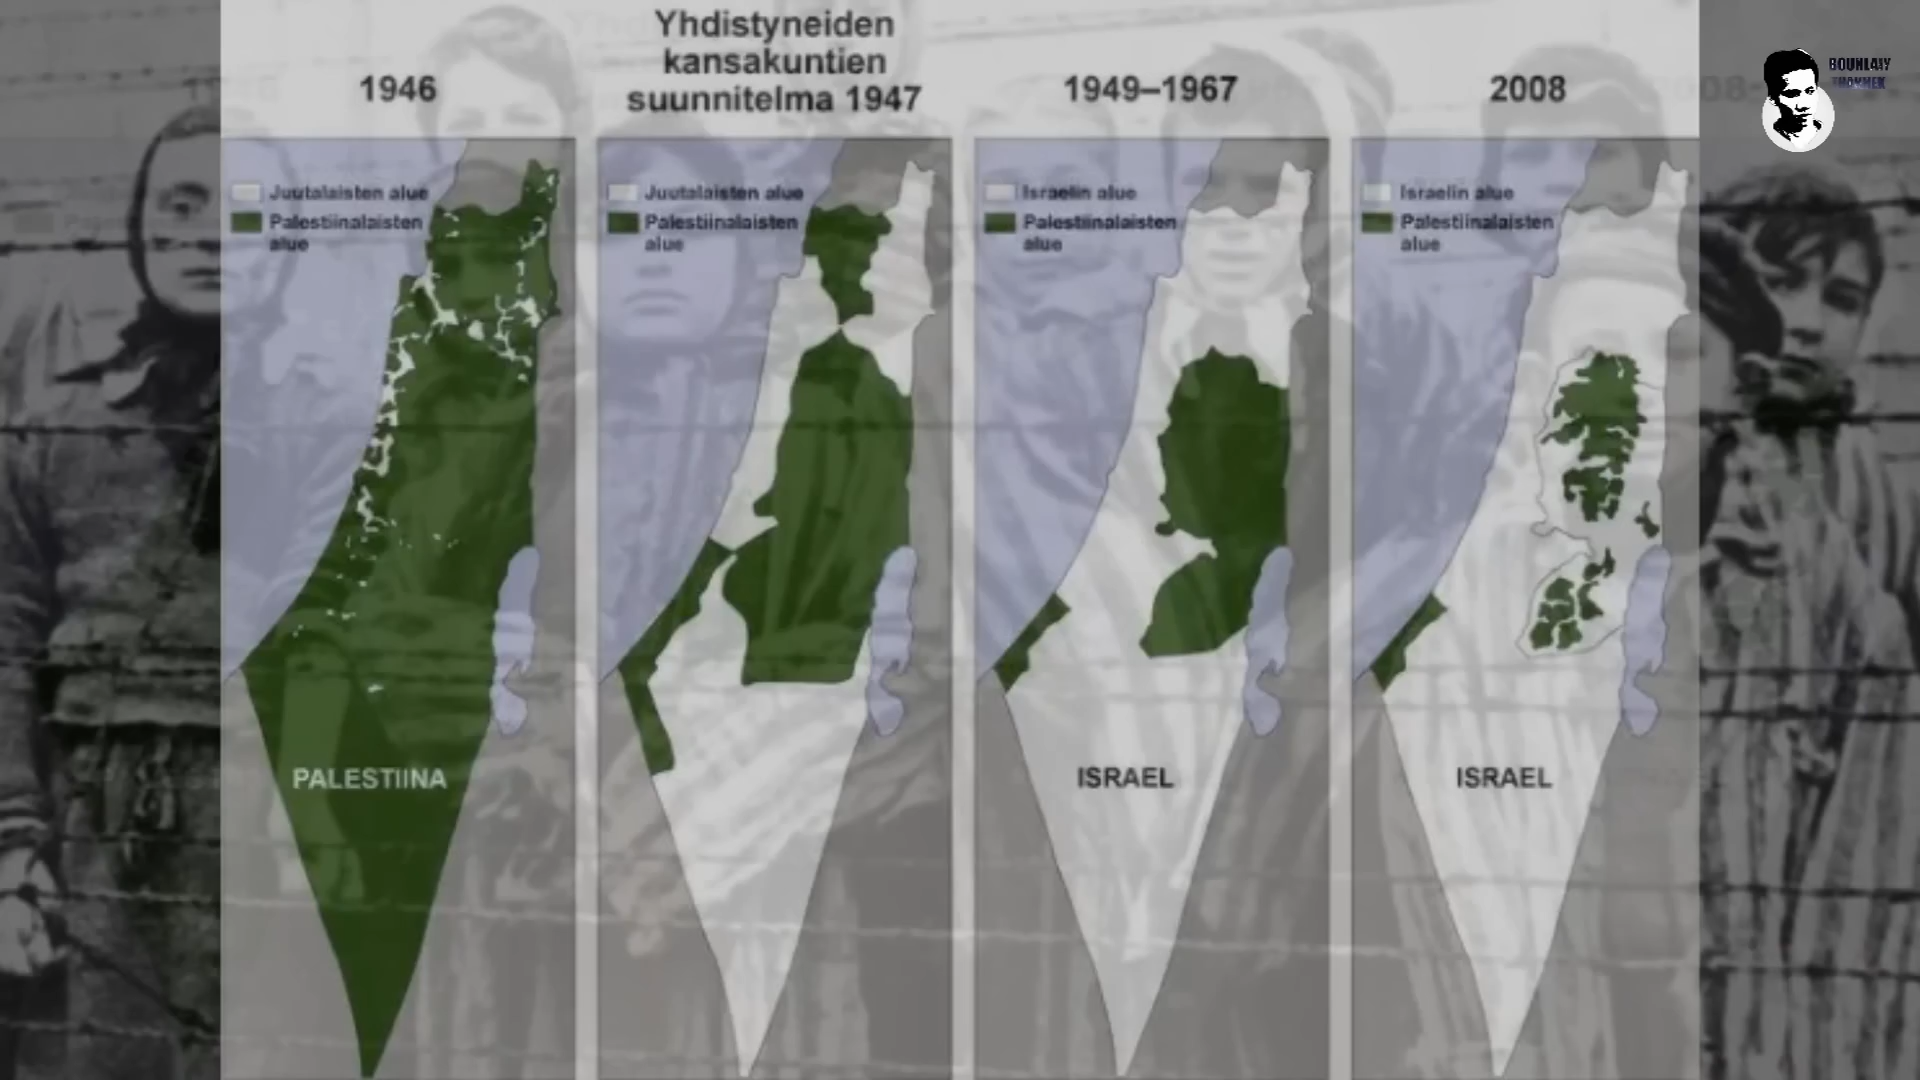 1946
Yhdistyneiden
kansakuntien
suunnitelma 1947
1949–1967
2008
Juutalaisten alue
Palestiinalaisten
alue
Juutalaisten alue
Palestiinalaisten
alue
Israelin alue
Palestiinalaisten
alue
Israelin alue
Palestiinalaisten
alue
PALESTIINA
ISRAEL
ISRAEL
BOUNLAIY